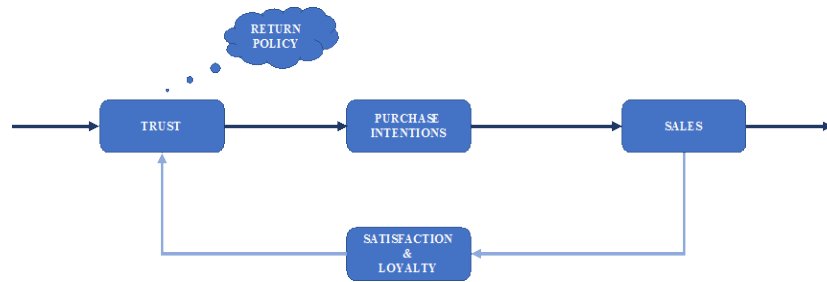 RETURN
POLICY
TRUST
PURCHASE
INTENTIONS
SALES
SATISFACTION
&
LOYALTY